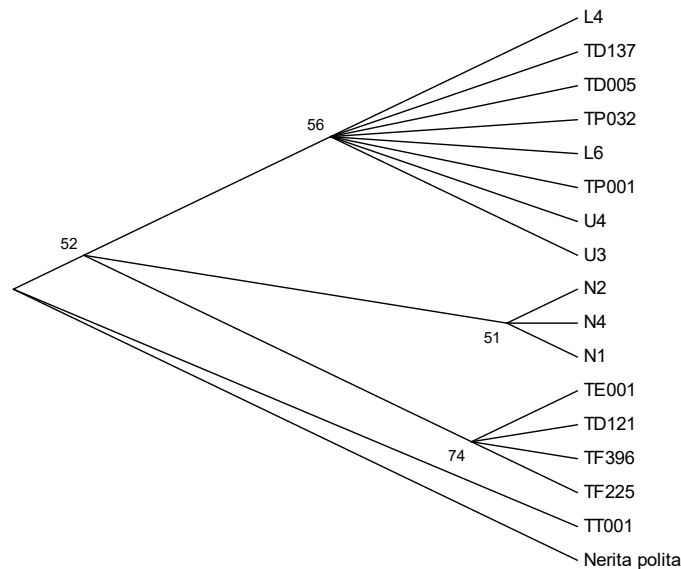 L4
TD137
TD005
56
TP032
L6
TP001
U4
52
U3
N2
N4
51
N1
TE001
TD121
74
TF396
TF225
TT001
Nerita polita